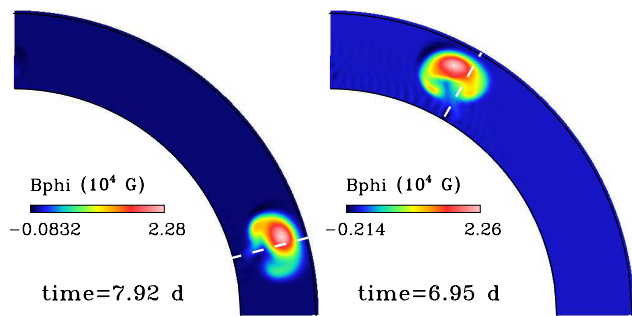 Bphi (10⁴ G)
−0.0832 2.28
time=7.92 d
Bphi (10⁴ G)
−0.214 2.26
time=6.95 d